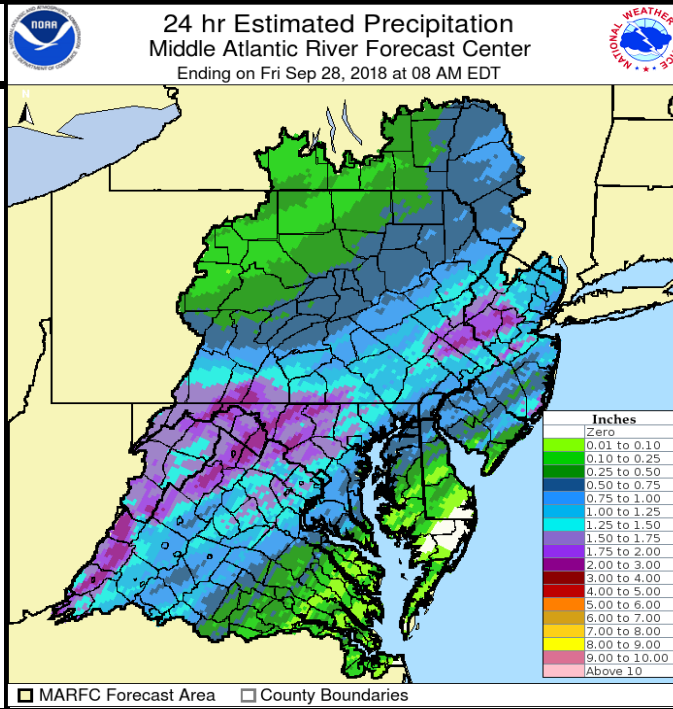 24 hr Estimated Precipitation
Middle Atlantic River Forecast Center
Ending on Fri Sep 28, 2018 at 08 AM EDT
NOAA
NATIONAL WEATHER
N
Inches
Zero
0.01 to 0.10
0.10 to 0.25
0.25 to 0.50
0.50 to 0.75
0.75 to 1.00
1.00 to 1.25
1.25 to 1.50
1.50 to 1.75
1.75 to 2.00
2.00 to 3.00
3.00 to 4.00
4.00 to 5.00
5.00 to 6.00
6.00 to 7.00
7.00 to 8.00
8.00 to 9.00
9.00 to 10.00
Above 10
MARFC Forecast Area
County Boundaries